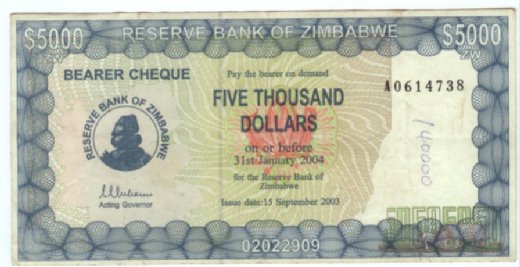 $5000 RESERVE BANK OF ZIMBABWE $5000
ZW ZW
BEARER CHEQUE
Pay the bearer on demand
A0614738
FIVE THOUSAND
DOLLARS
on or before
31st January 2004
for the Reserve Bank of
Zimbabwe
Issue date:15 September 2003
RESERVE BANK OF ZIMBABWE
Acting Governor
140000
02022909